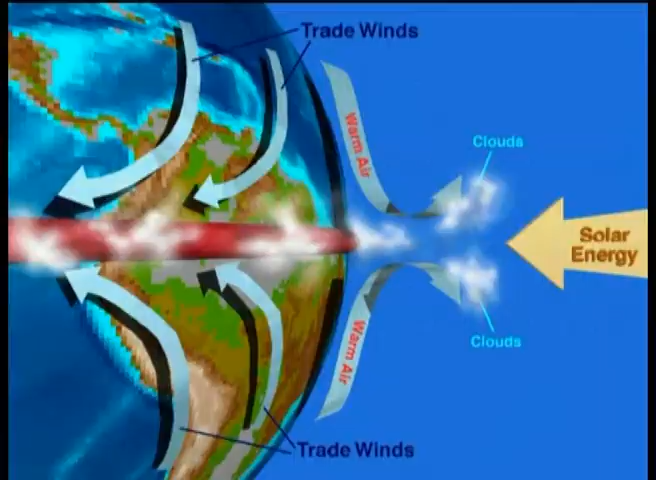 Trade Winds
Warm Air
Clouds
Solar
Energy
Clouds
Warm Air
Trade Winds